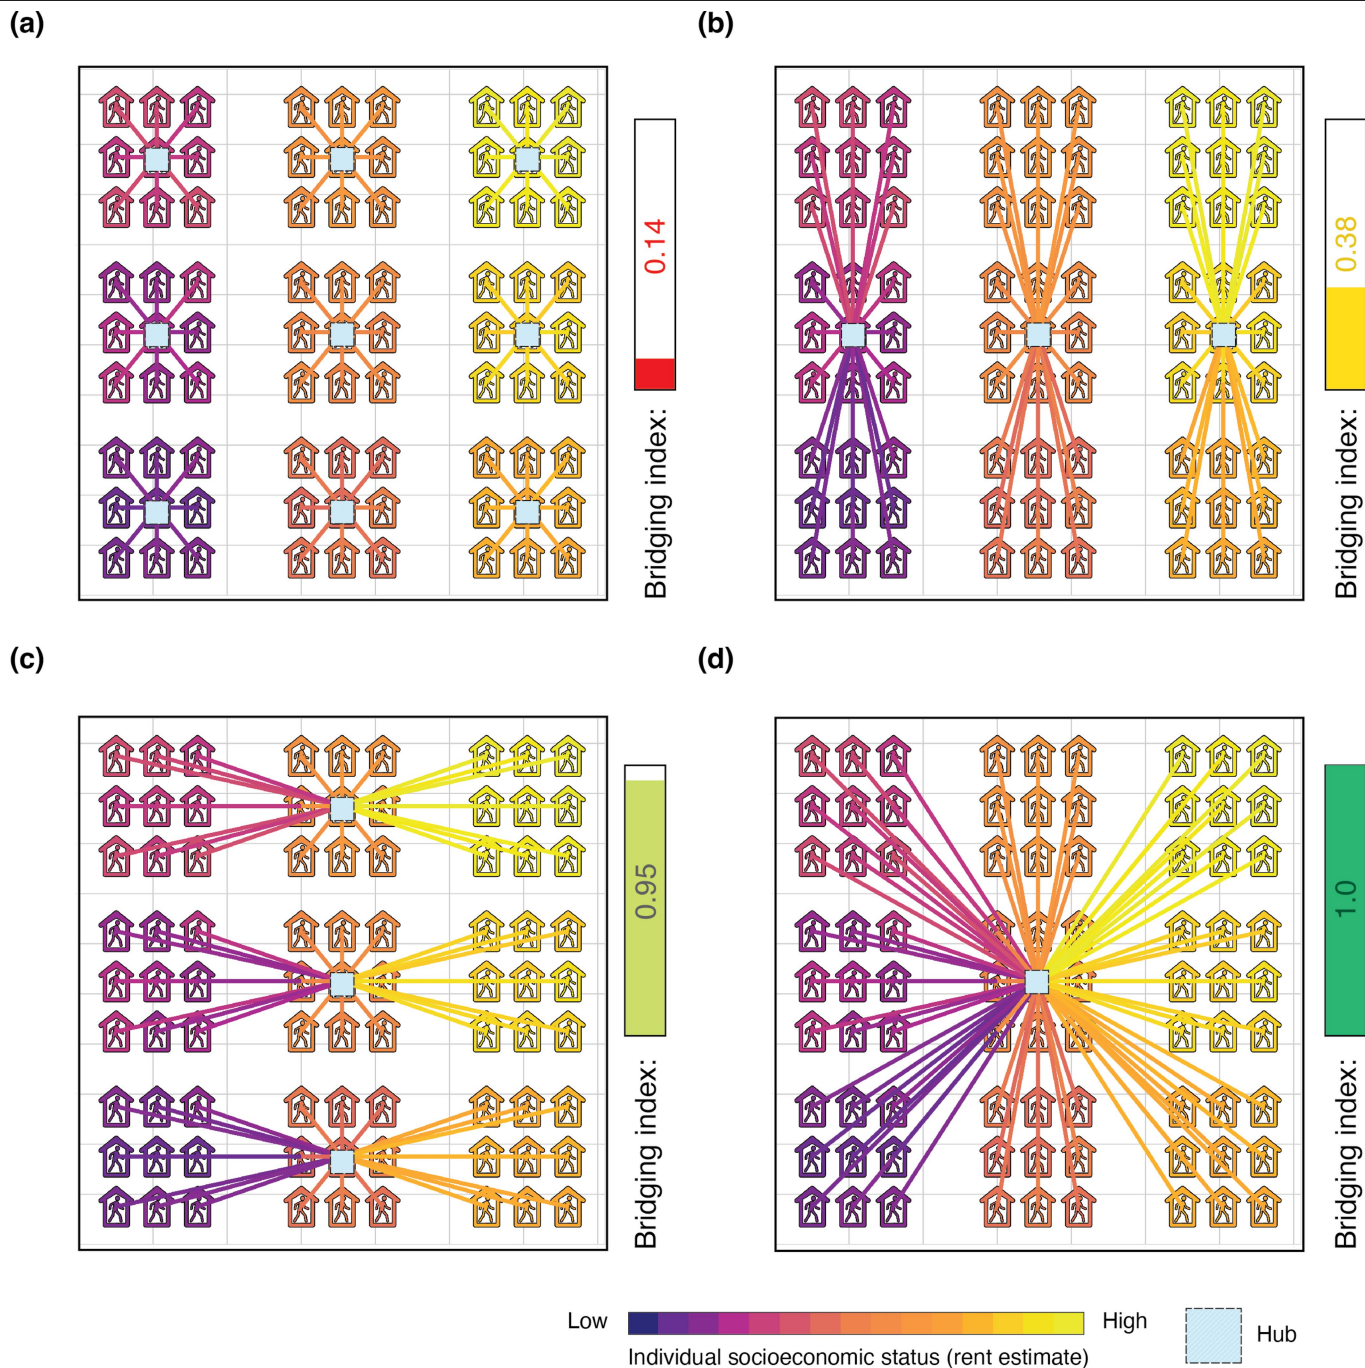 (a)
(b)
0.14
Bridging index:
0.38
Bridging index:
(c)
(d)
0.95
Bridging index:
1.0
Bridging index:
Low
High
Individual socioeconomic status (rent estimate)
Hub